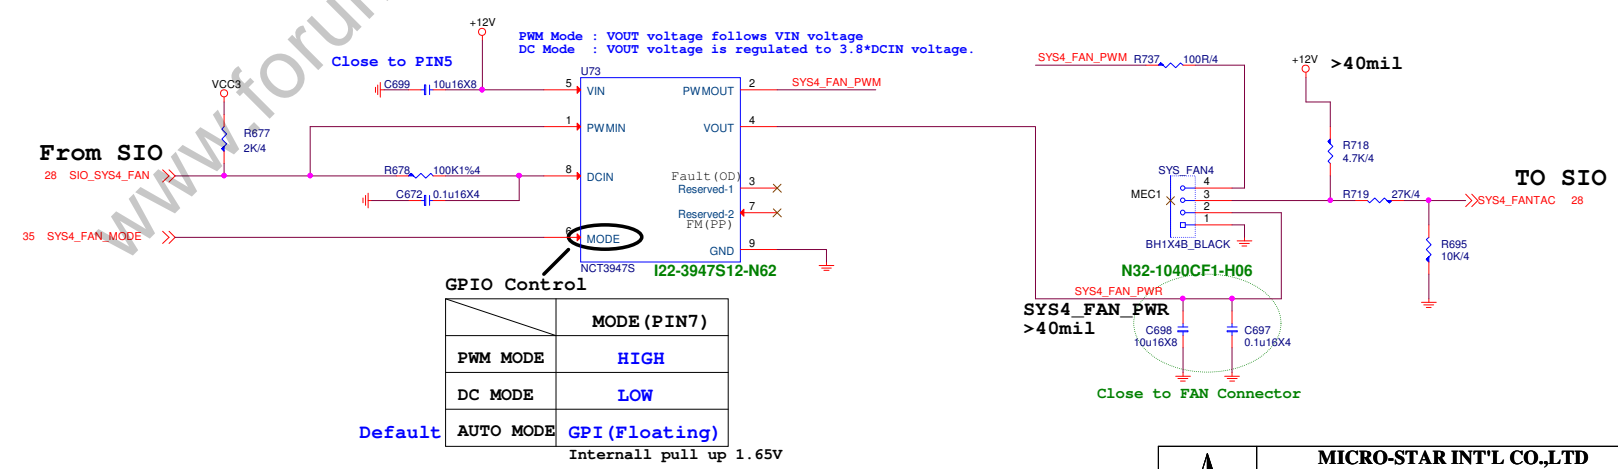 www.forum
+12V
PWM Mode : VOUT voltage follows VIN voltage
DC Mode : VOUT voltage is regulated to 3.8*DCIN voltage.
Close to PIN5
U73
C699 10u16X8
5 VIN
PWMOUT 2 SYS4_FAN_PWM
VCC3
R677
2K/4
1 PWMIN
VOUT 4
From SIO
28 SIO_SYS4_FAN
R678 100K1%4
8 DCIN
C672 0.1u16X4
Fault(OD)
Reserved-1 3
Reserved-2 7
FM(PP)
35 SYS4_FAN_MODE
6 MODE
GND 9
NCT3947S
I22-3947S12-N62
GPIO Control
MODE(PIN7)
PWM MODE HIGH
DC MODE LOW
Default AUTO MODE GPI(Floating)
Internall pull up 1.65V
SYS4_FAN_PWM R737 100R/4
+12V >40mil
R718
4.7K/4
SYS_FAN4
MEC1
4
3
2
1
BH1X4B_BLACK
N32-1040CF1-H06
R719 27K/4
TO SIO
SYS4_FANTAC 28
R695
10K/4
SYS4_FAN_PWR
SYS4_FAN_PWR
>40mil
C698
10u16X8
C697
0.1u16X4
Close to FAN Connector
MICRO-STAR INT'L CO.,LTD